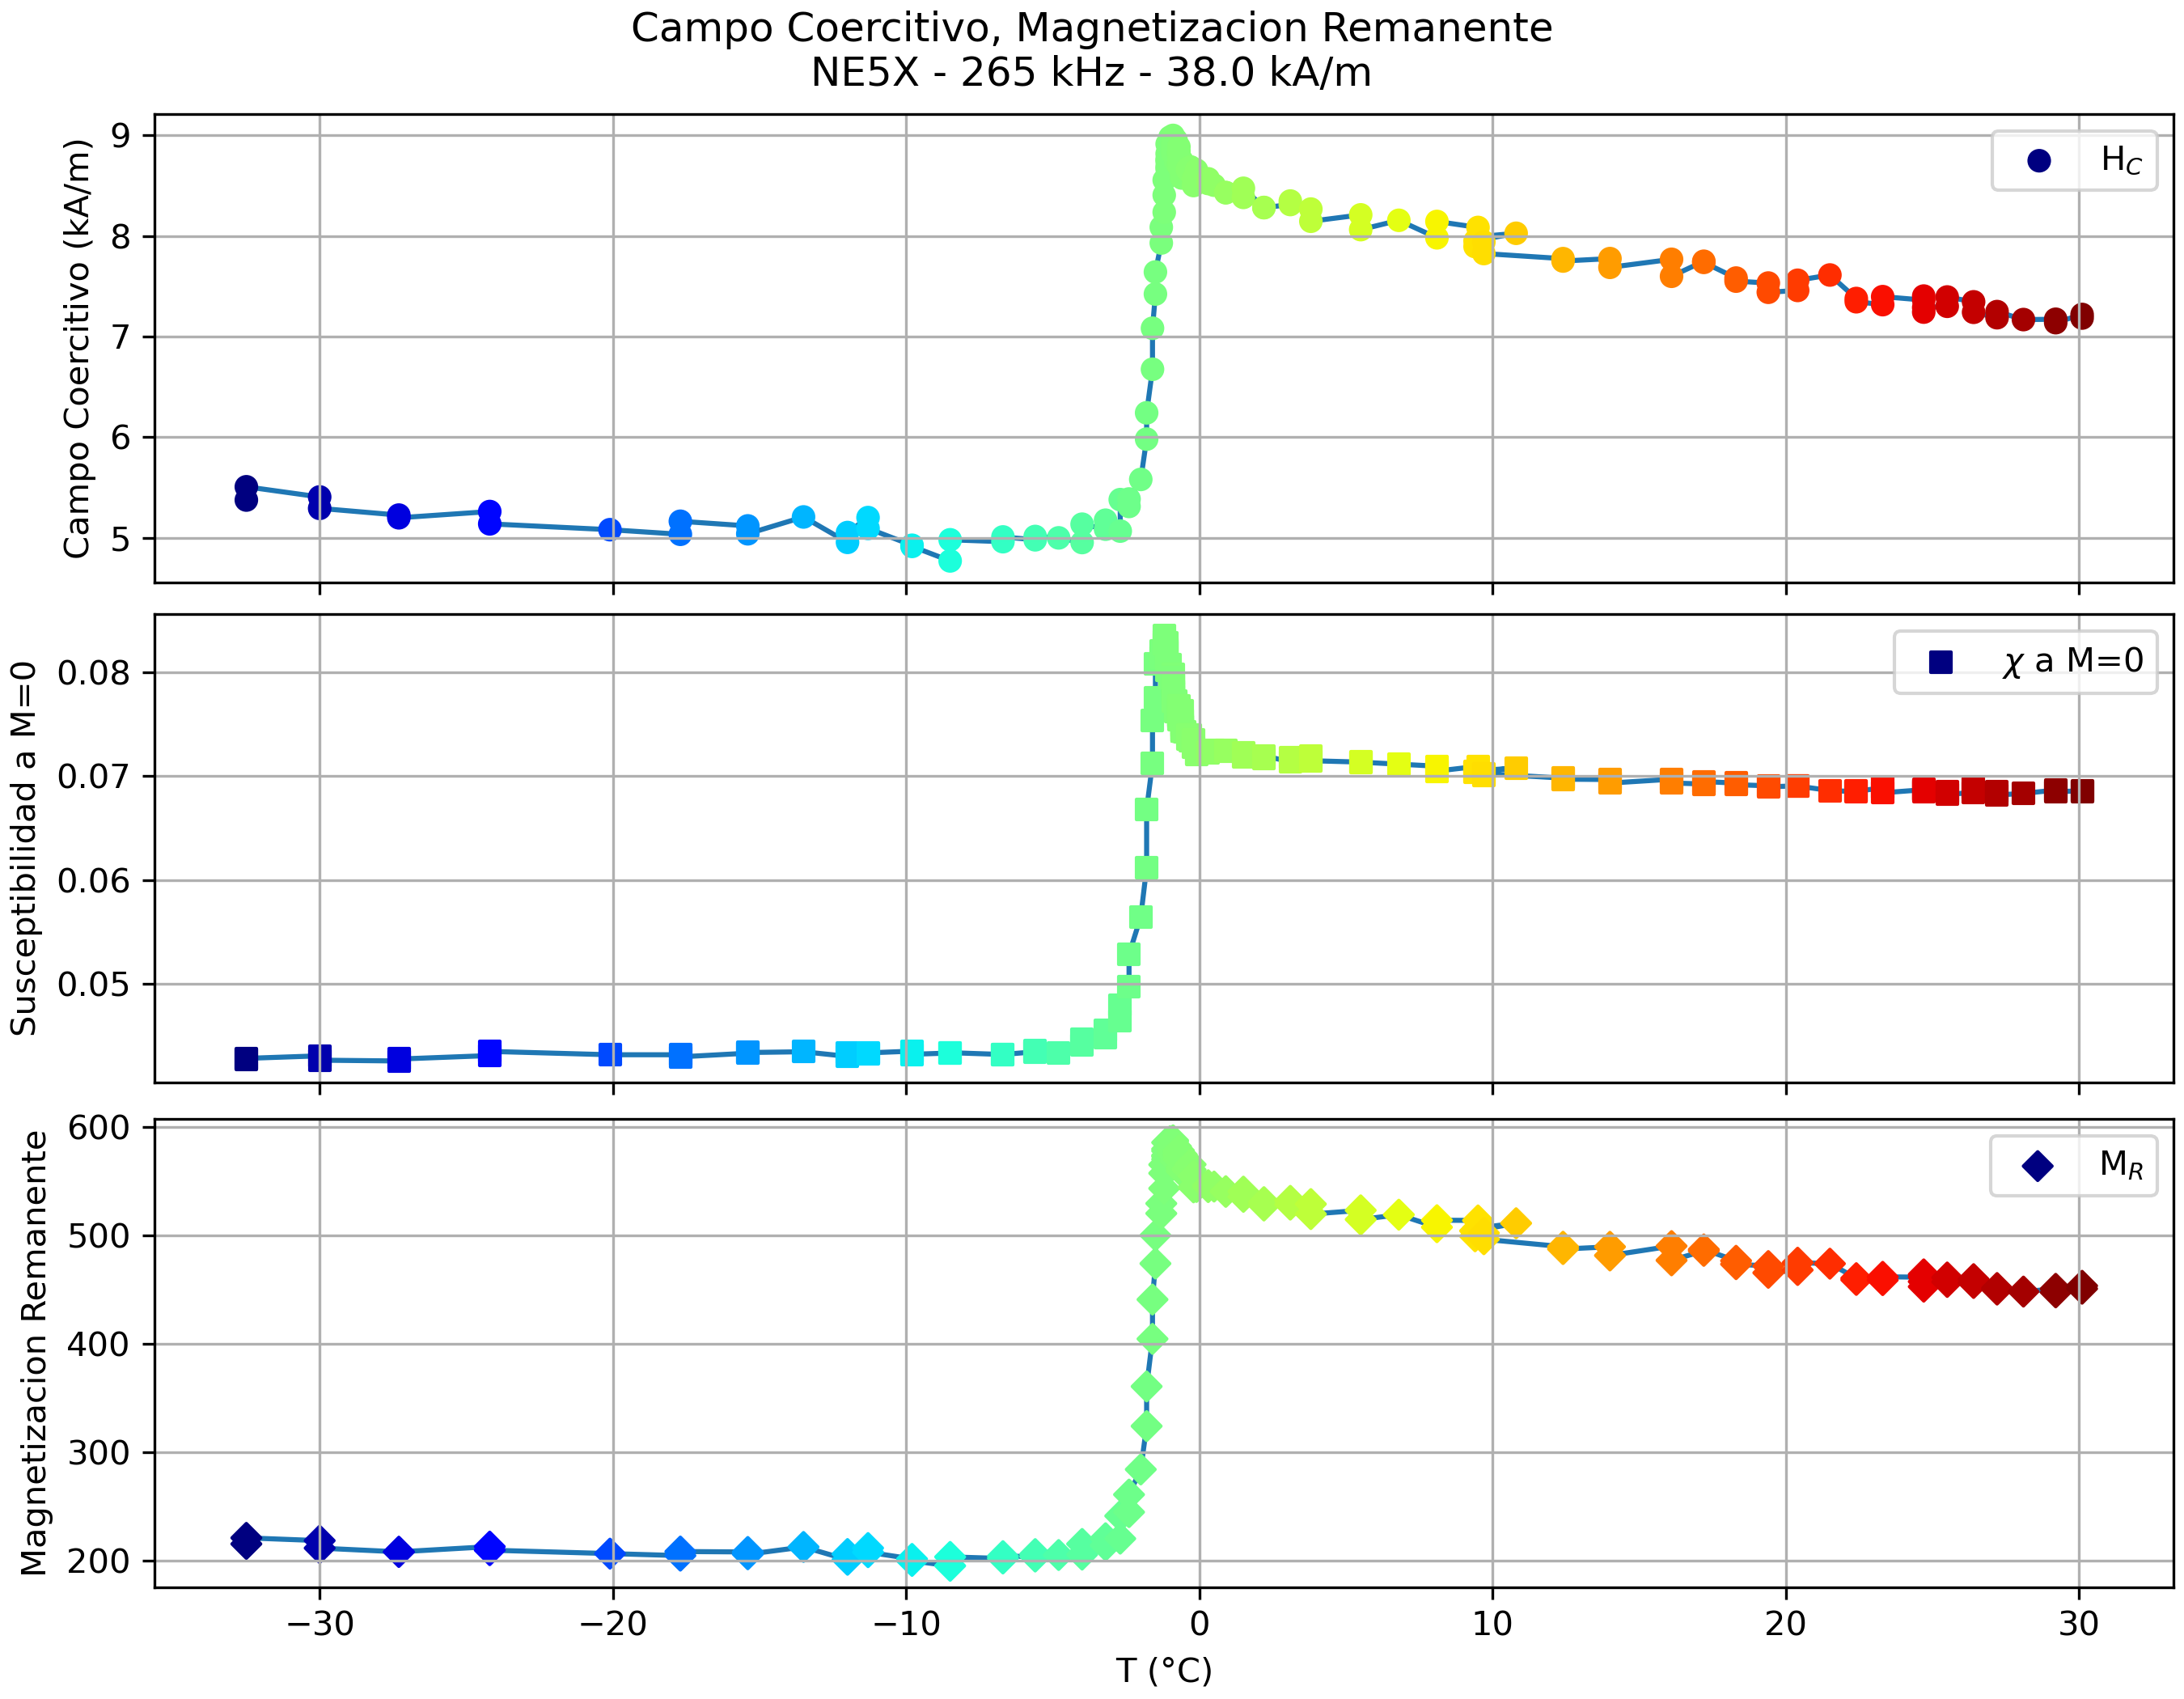 Campo Coercitivo, Magnetizacion Remanente
NE5X - 265 kHz - 38.0 kA/m
Campo Coercitivo (kA/m)
9
8
7
6
5
H_C
Susceptibilidad a M=0
0.08
0.07
0.06
0.05
χ a M=0
Magnetizacion Remanente
600
500
400
300
200
M_R
−30 −20 −10 0 10 20 30
T (°C)